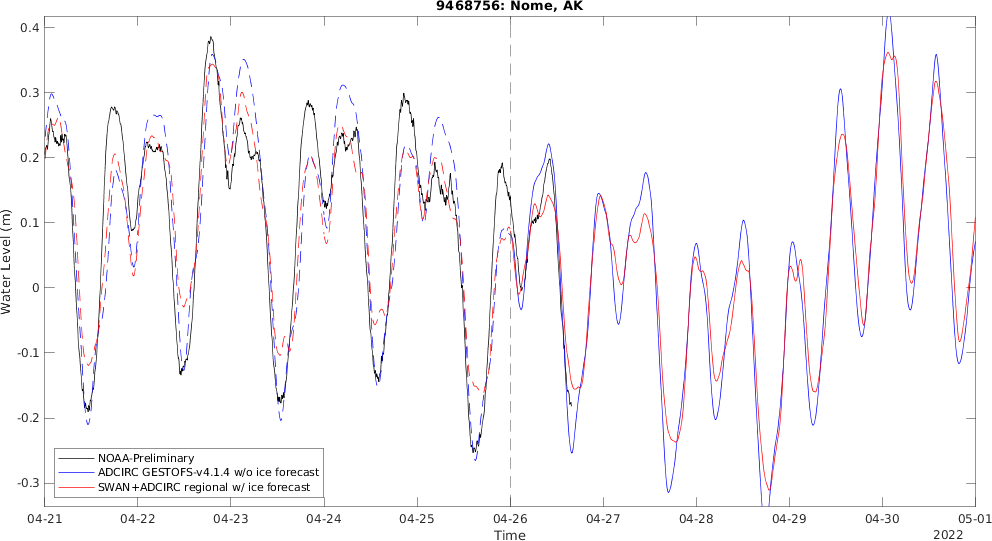 9468756: Nome, AK
0.4
0.3
0.2
0.1
0
-0.1
-0.2
-0.3
Water Level (m)
NOAA-Preliminary
ADCIRC GESTOFS-v4.1.4 w/o ice forecast
SWAN+ADCIRC regional w/ ice forecast
04-21 04-22 04-23 04-24 04-25 04-26 04-27 04-28 04-29 04-30 05-01
Time
2022